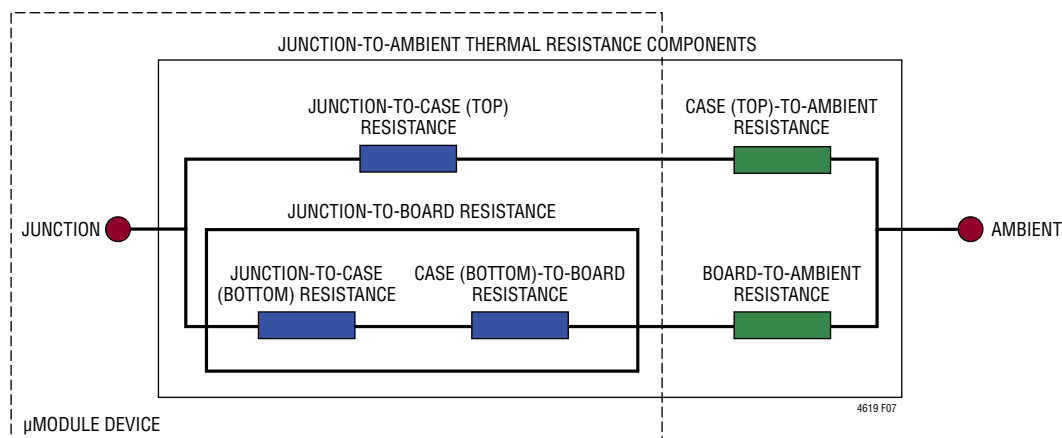 JUNCTION-TO-AMBIENT THERMAL RESISTANCE COMPONENTS
JUNCTION-TO-CASE (TOP)
RESISTANCE
CASE (TOP)-TO-AMBIENT
RESISTANCE
JUNCTION
JUNCTION-TO-BOARD RESISTANCE
AMBIENT
JUNCTION-TO-CASE
(BOTTOM) RESISTANCE
CASE (BOTTOM)-TO-BOARD
RESISTANCE
BOARD-TO-AMBIENT
RESISTANCE
4619 F07
µMODULE DEVICE